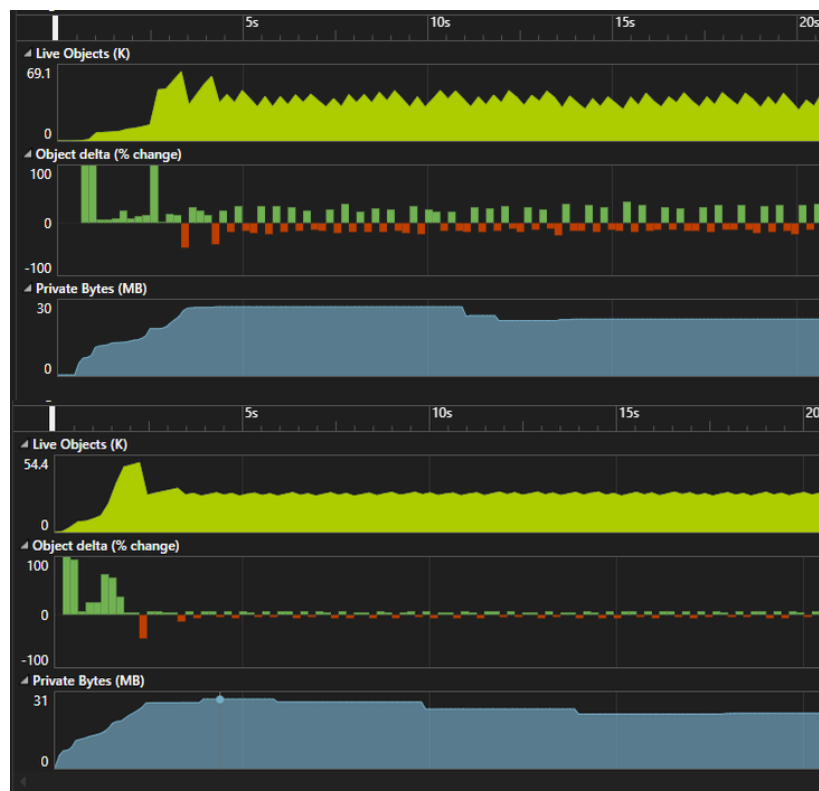 5s 10s 15s 20s
Live Objects (K)
69.1
0
Object delta (% change)
100
0
-100
Private Bytes (MB)
30
0
5s 10s 15s 20
Live Objects (K)
54.4
0
Object delta (% change)
100
0
-100
Private Bytes (MB)
31
0